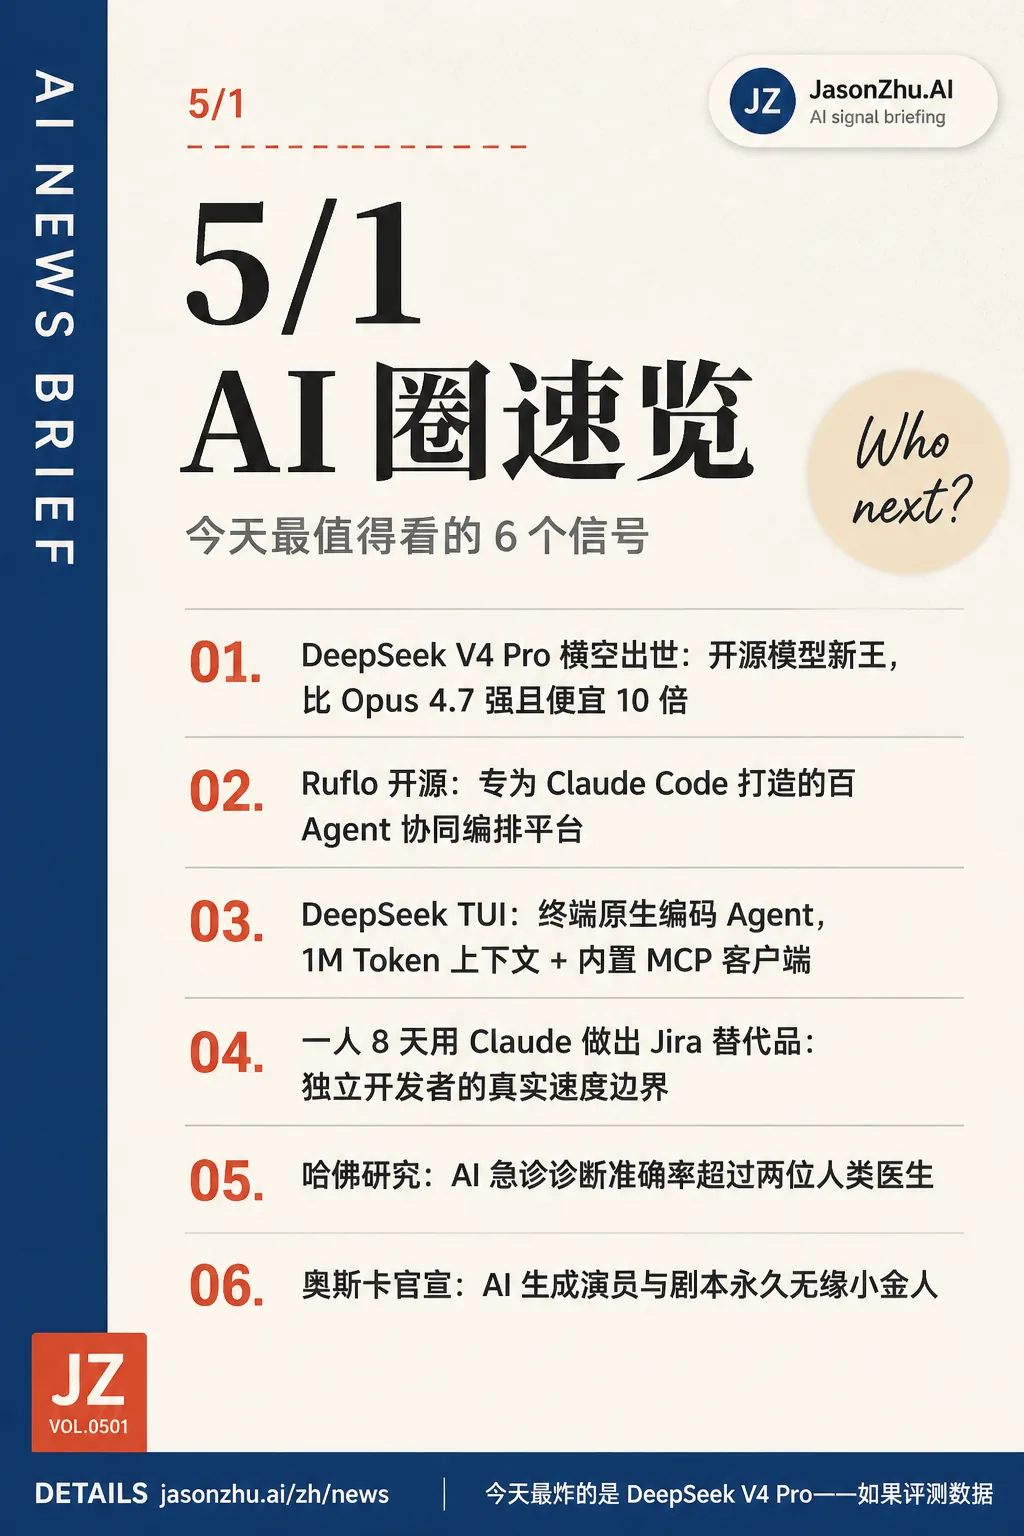 AI NEWS BRIEF
5/1
JZ
JasonZhu.AI
AI signal briefing
5/1
AI 圈速览
今天最值得看的 6 个信号
Who
next?
01.
DeepSeek V4 Pro 横空出世：开源模型新王，
比 Opus 4.7 强且便宜 10 倍
02.
Ruflo 开源：专为 Claude Code 打造的百
Agent 协同编排平台
03.
DeepSeek TUI：终端原生编码 Agent，
1M Token 上下文 + 内置 MCP 客户端
04.
一人 8 天用 Claude 做出 Jira 替代品：
独立开发者的真实速度边界
05.
哈佛研究：AI 急诊诊断准确率超过两位人类医生
06.
奥斯卡官宣：AI 生成演员与剧本永久无缘小金人
JZ
VOL.0501
DETAILS jasonzhu.ai/zh/news
今天最炸的是 DeepSeek V4 Pro——如果评测数据